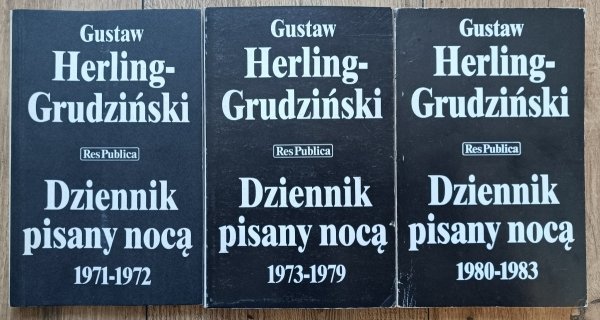 Gustaw
Herling-
Grudziński
Res Publica
Dziennik
pisany nocą
1971-1972
Gustaw
Herling-
Grudziński
Res Publica
Dziennik
pisany nocą
1973-1979
Gustaw
Herling-
Grudziński
Res Publica
Dziennik
pisany nocą
1980-1983